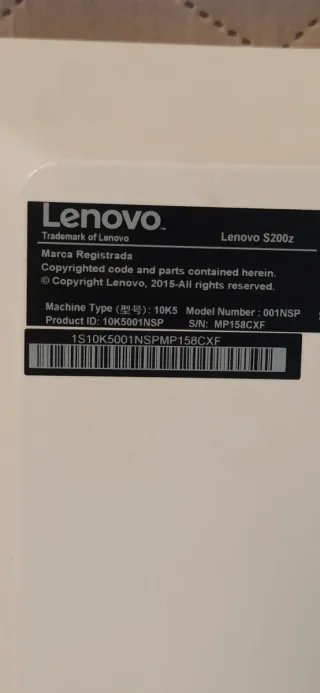 Lenovo
Trademark of Lenovo Lenovo S200z
Marca Registrada
Copyrighted code and parts contained herein.
© Copyright Lenovo, 2015-All rights reserved.
Machine Type (型号): 10K5 Model Number : 001NSP
Product ID: 10K5001NSP S/N: MP158CXF
1S10K5001NSPMP158CXF